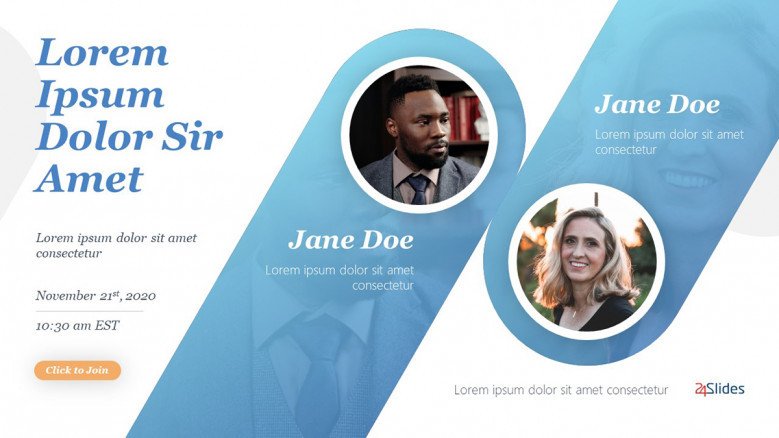 Lorem
Ipsum
Dolor Sir
Amet
Lorem ipsum dolor sit amet
consectetur
November 21st, 2020
10:30 am EST
Click to Join
Jane Doe
Lorem ipsum dolor sit amet
consectetur
Jane Doe
Lorem ipsum dolor sit amet
consectetur
Lorem ipsum dolor sit amet consectetur
24Slides